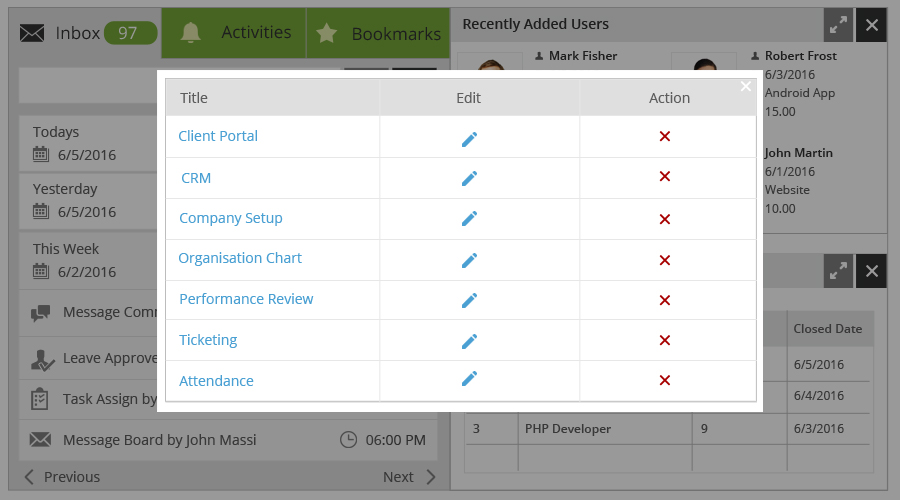 Inbox 97 Activities Bookmarks
Recently Added Users
Mark Fisher
Robert Frost
6/3/2016
Android App
15.00
John Martin
6/1/2016
Website
10.00
Todays
6/5/2016
Yesterday
6/5/2016
This Week
6/2/2016
Message
Leave Approve
Task Assign by
Message Board by John Massi 06:00 PM
Previous Next
Title Edit Action
Client Portal
CRM
Company Setup
Organisation Chart
Performance Review
Ticketing
Attendance
Closed Date
6/5/2016
6/4/2016
3 PHP Developer 9 6/3/2016